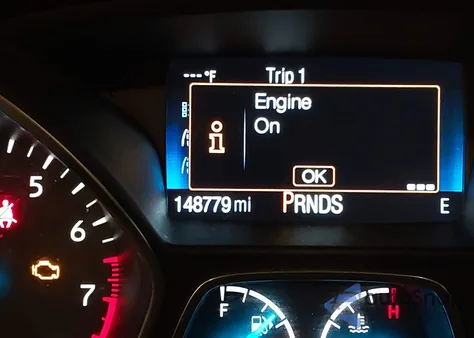 ---°F Trip 1
Engine
On
OK
148779 mi PRNDS E
5
6
7
F H